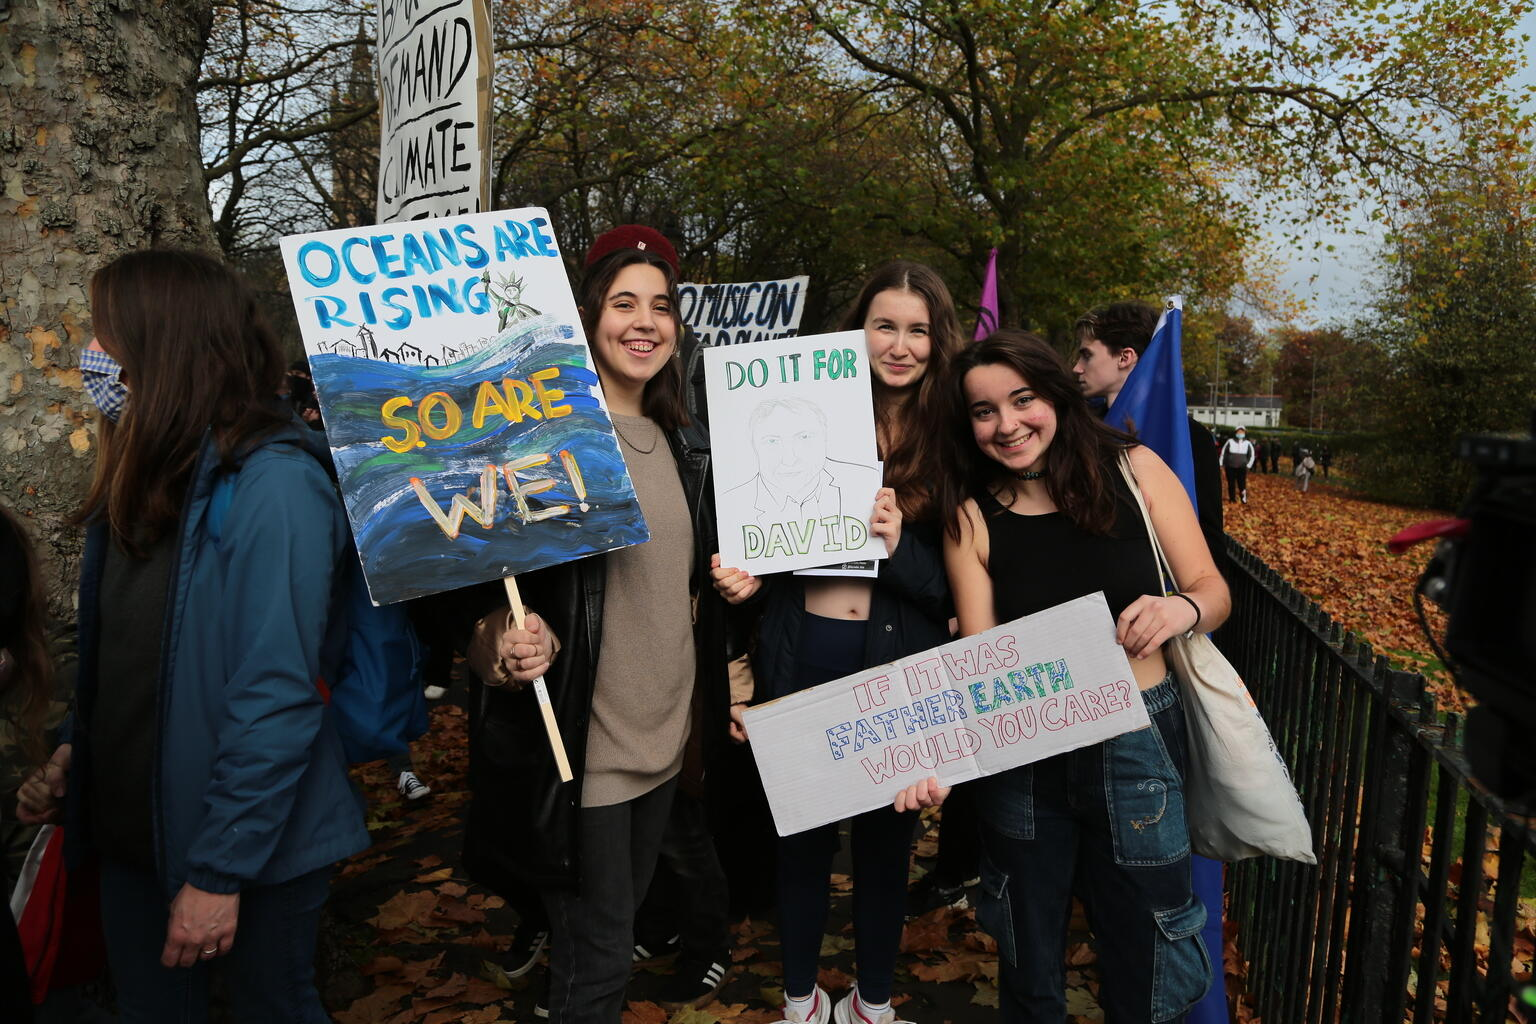 DEMAND
CLIMATE
OCEANS ARE
RISING
SO ARE
WE!
MUSIC ON
DO IT FOR
DAVID
IF IT WAS
FATHER EARTH
WOULD YOU CARE?